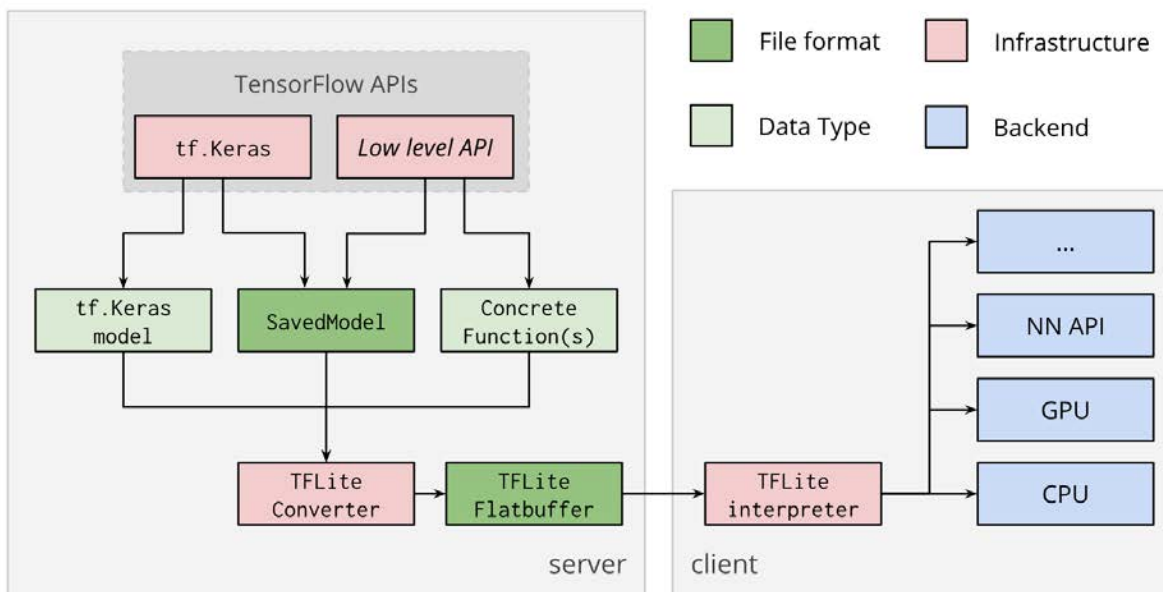 TensorFlow APIs
tf.Keras
Low level API
tf.Keras
model
SavedModel
Concrete
Function(s)
TFLite
Converter
TFLite
Flatbuffer
server
File format
Infrastructure
Data Type
Backend
...
NN API
GPU
CPU
TFLite
interpreter
client